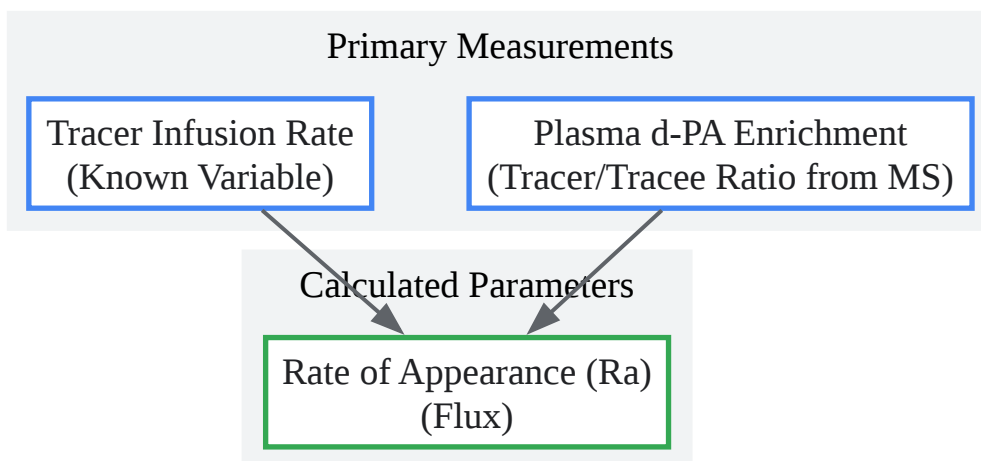 Primary Measurements
Tracer Infusion Rate
(Known Variable)
Plasma d-PA Enrichment
(Tracer/Tracee Ratio from MS)
Calculated Parameters
Rate of Appearance (Ra)
(Flux)